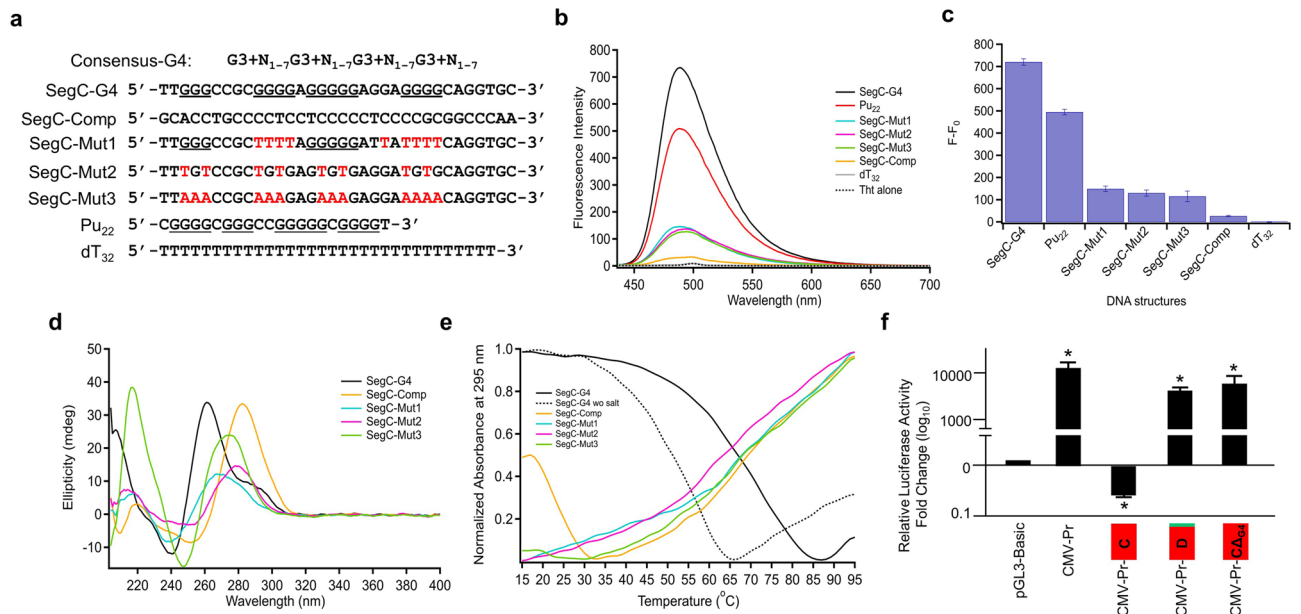 a
Consensus-G4: G3+N1-7G3+N1-7G3+N1-7G3+N1-7
SegC-G4 5′-TTGGGCCGCGGGGAGGGGGAGGAGGGGCAGGTGC-3′
SegC-Comp 5′-GCACCTGCCCCTCCTCCCCCTCCCCGCGGCCCAA-3′
SegC-Mut1 5′-TTGGGCCGCTTTTAGGGGGATTATTTTCAGGTGC-3′
SegC-Mut2 5′-TTTGTCCGCTGTGAGTGTGAGGATGTGCAGGTGC-3′
SegC-Mut3 5′-TTAAACCGCAAAGAGAAAGAGGAAAAACAGGTGC-3′
Pu22 5′-CGGGGCGGGCCGGGGGCGGGGT-3′
dT32 5′-TTTTTTTTTTTTTTTTTTTTTTTTTTTTTTTT-3′
b
Fluorescence Intensity
800
700
600
500
400
300
200
100
0
450
500
550
600
650
700
Wavelength (nm)
SegC-G4
Pu22
SegC-Mut1
SegC-Mut2
SegC-Mut3
SegC-Comp
dT32
Tht alone
c
F-F0
800
700
600
500
400
300
200
100
0
SegC-G4
Pu22
SegC-Mut1
SegC-Mut2
SegC-Mut3
SegC-Comp
dT32
DNA structures
d
Ellipticity (mdeg)
50
40
30
20
10
0
-10
220
240
260
280
300
320
340
360
380
400
Wavelength (nm)
SegC-G4
SegC-Comp
SegC-Mut1
SegC-Mut2
SegC-Mut3
e
Normalized Absorbance at 295 nm
1.0
0.8
0.6
0.4
0.2
15
20
25
30
35
40
45
50
55
60
65
70
75
80
85
90
95
Temperature (°C)
SegC-G4
SegC-G4 wo salt
SegC-Comp
SegC-Mut1
SegC-Mut2
SegC-Mut3
f
Relative Luciferase Activity
Fold Change (log10)
10000
1000
0
0.1
*
*
*
*
pGL3-Basic
CMV-Pr
CMV-Pr-C
CMV-Pr-D
CMV-Pr-CΔG4